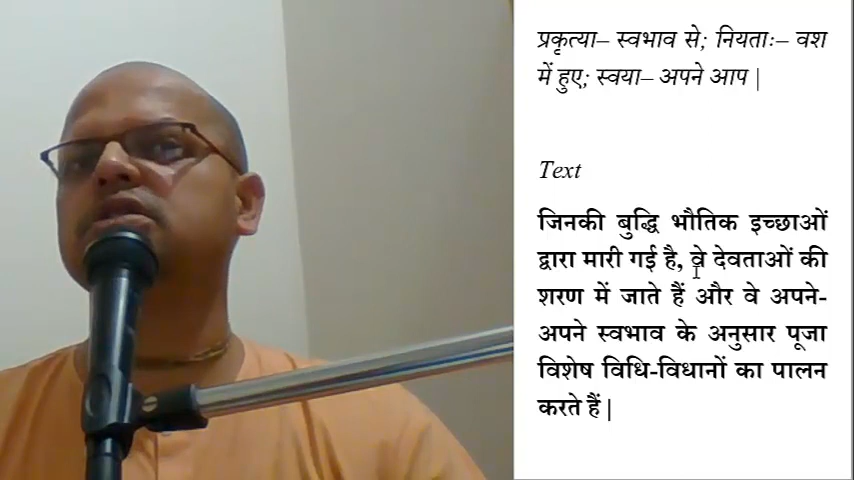 प्रकृत्या– स्वभाव से; नियताः– वश
में हुए; स्वया– अपने आप |
Text
जिनकी बुद्धि भौतिक इच्छाओं
द्वारा मारी गई है, वे देवताओं की
शरण में जाते हैं और वे अपने-
अपने स्वभाव के अनुसार पूजा
विशेष विधि-विधानों का पालन
करते हैं |